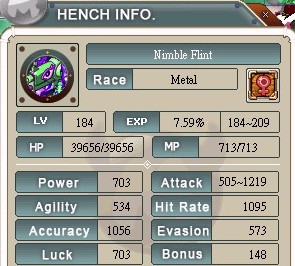 HENCH INFO.
Nimble Flint
Race Metal
LV 184 EXP 7.59% 184~209
HP 39656/39656 MP 713/713
Power 703 Attack 505~1219
Agility 534 Hit Rate 1095
Accuracy 1056 Evasion 573
Luck 703 Bonus 148